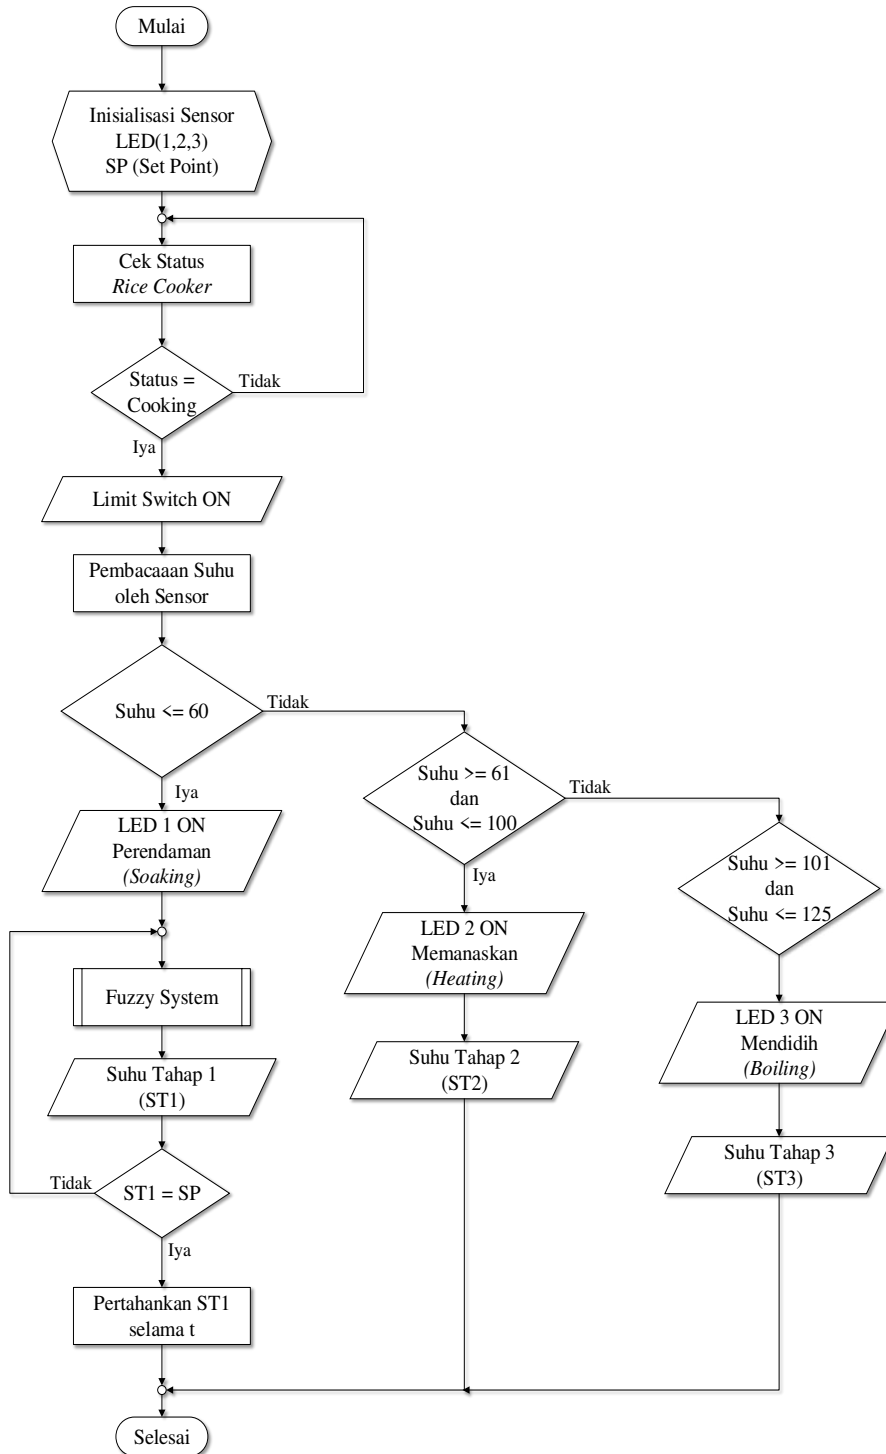 Mulai
Inisialisasi Sensor
LED(1,2,3)
SP (Set Point)
Cek Status
Rice Cooker
Status =
Cooking
Tidak
Iya
Limit Switch ON
Pembacaaan Suhu
oleh Sensor
Suhu <= 60
Tidak
Iya
LED 1 ON
Perendaman
(Soaking)
Fuzzy System
Suhu Tahap 1
(ST1)
ST1 = SP
Tidak
Iya
Pertahankan ST1
selama t
Suhu >= 61
dan
Suhu <= 100
Tidak
Iya
LED 2 ON
Memanaskan
(Heating)
Suhu Tahap 2
(ST2)
Suhu >= 101
dan
Suhu <= 125
LED 3 ON
Mendidih
(Boiling)
Suhu Tahap 3
(ST3)
Selesai